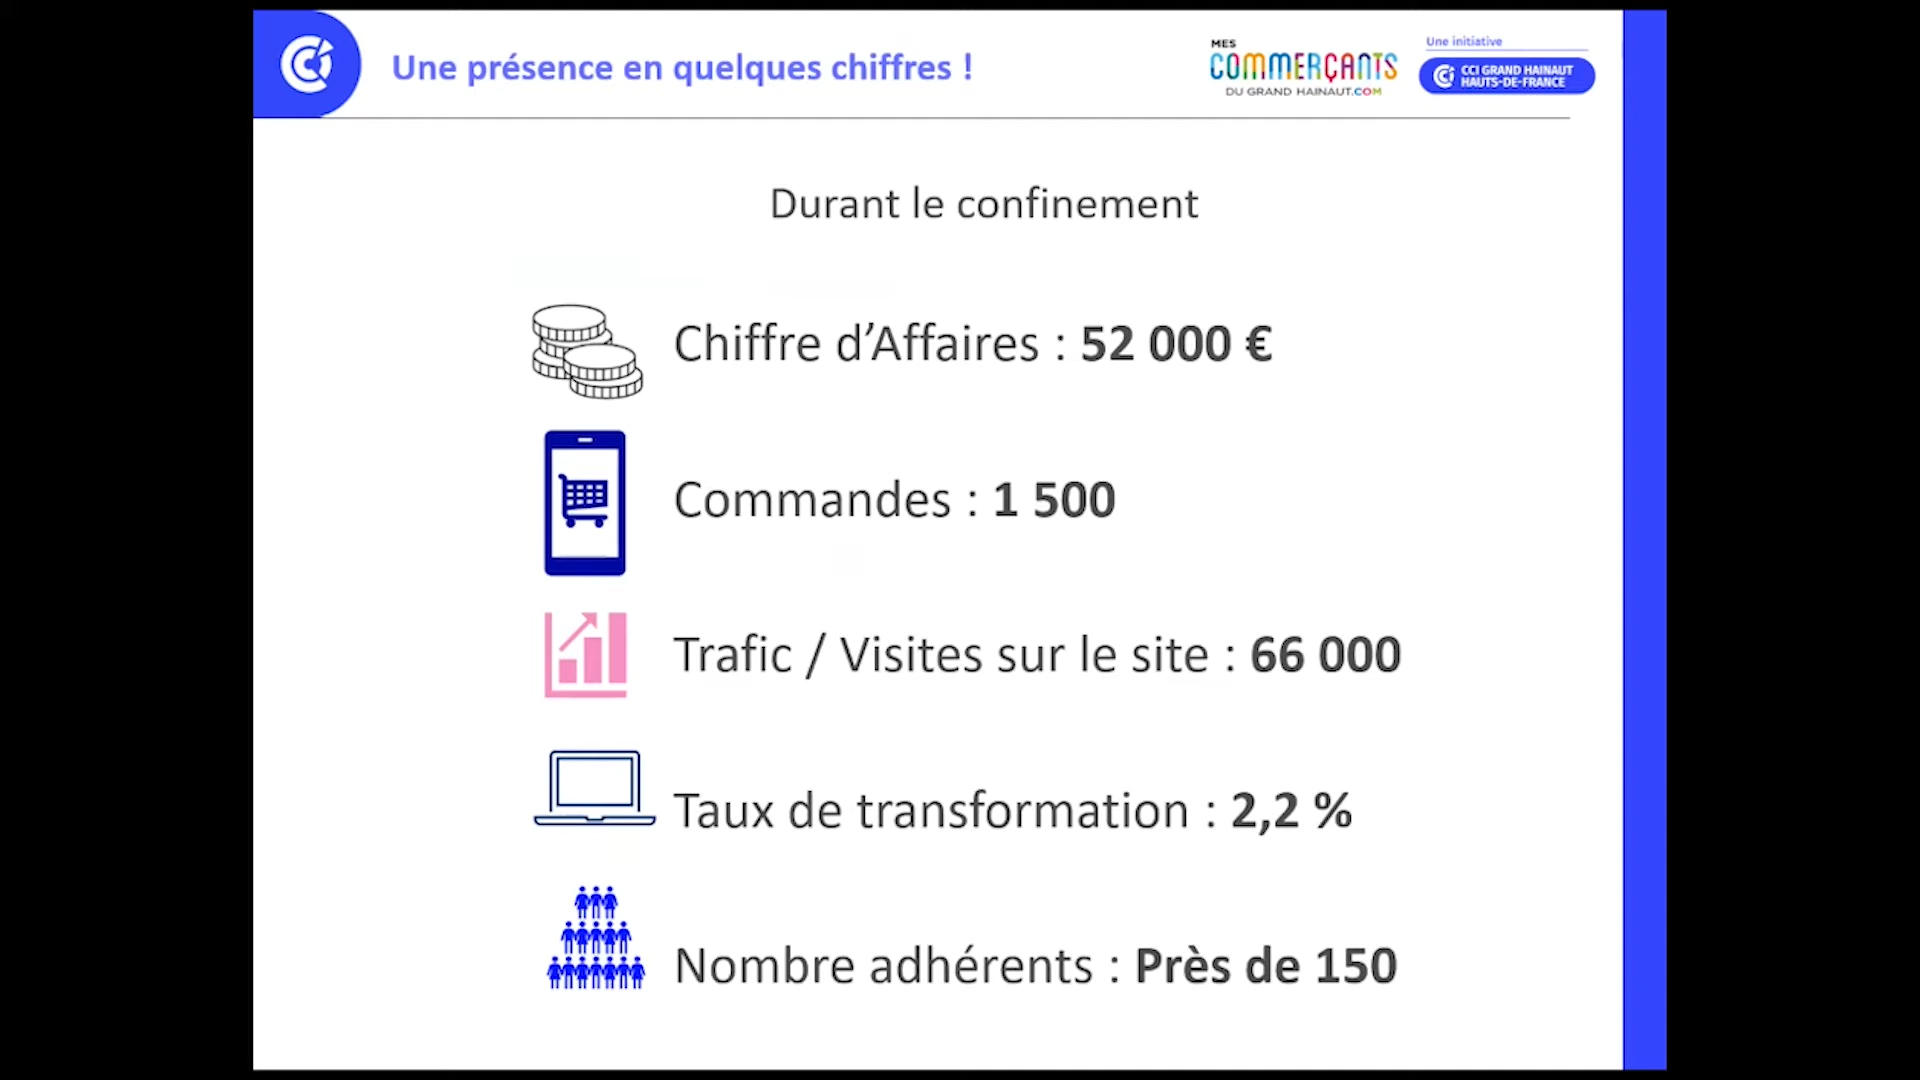 Une présence en quelques chiffres !
MES
COMMERÇANTS
DU GRAND HAINAUT.COM
Une initiative
CCI GRAND HAINAUT
HAUTS-DE-FRANCE
Durant le confinement
Chiffre d’Affaires : 52 000 €
Commandes : 1 500
Trafic / Visites sur le site : 66 000
Taux de transformation : 2,2 %
Nombre adhérents : Près de 150